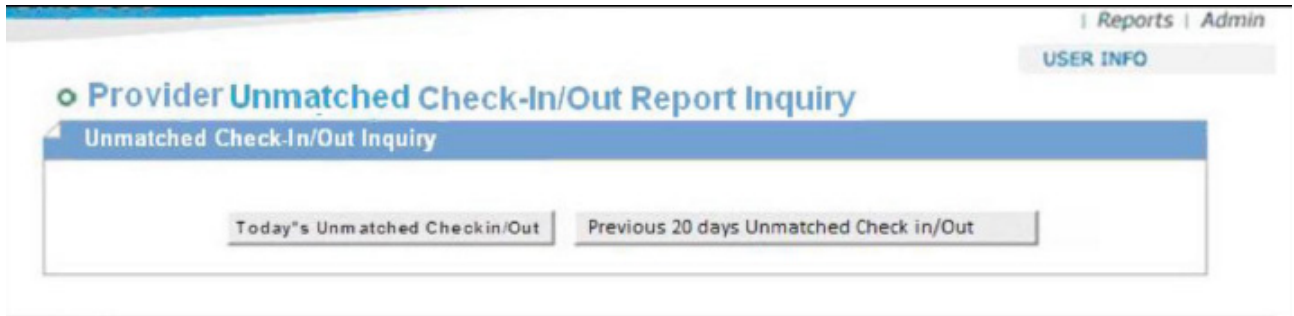 | Reports | Admin
USER INFO
Provider Unmatched Check-In/Out Report Inquiry
Unmatched Check-In/Out Inquiry
Today"s Unmatched Checkin/Out Previous 20 days Unmatched Check in/Out